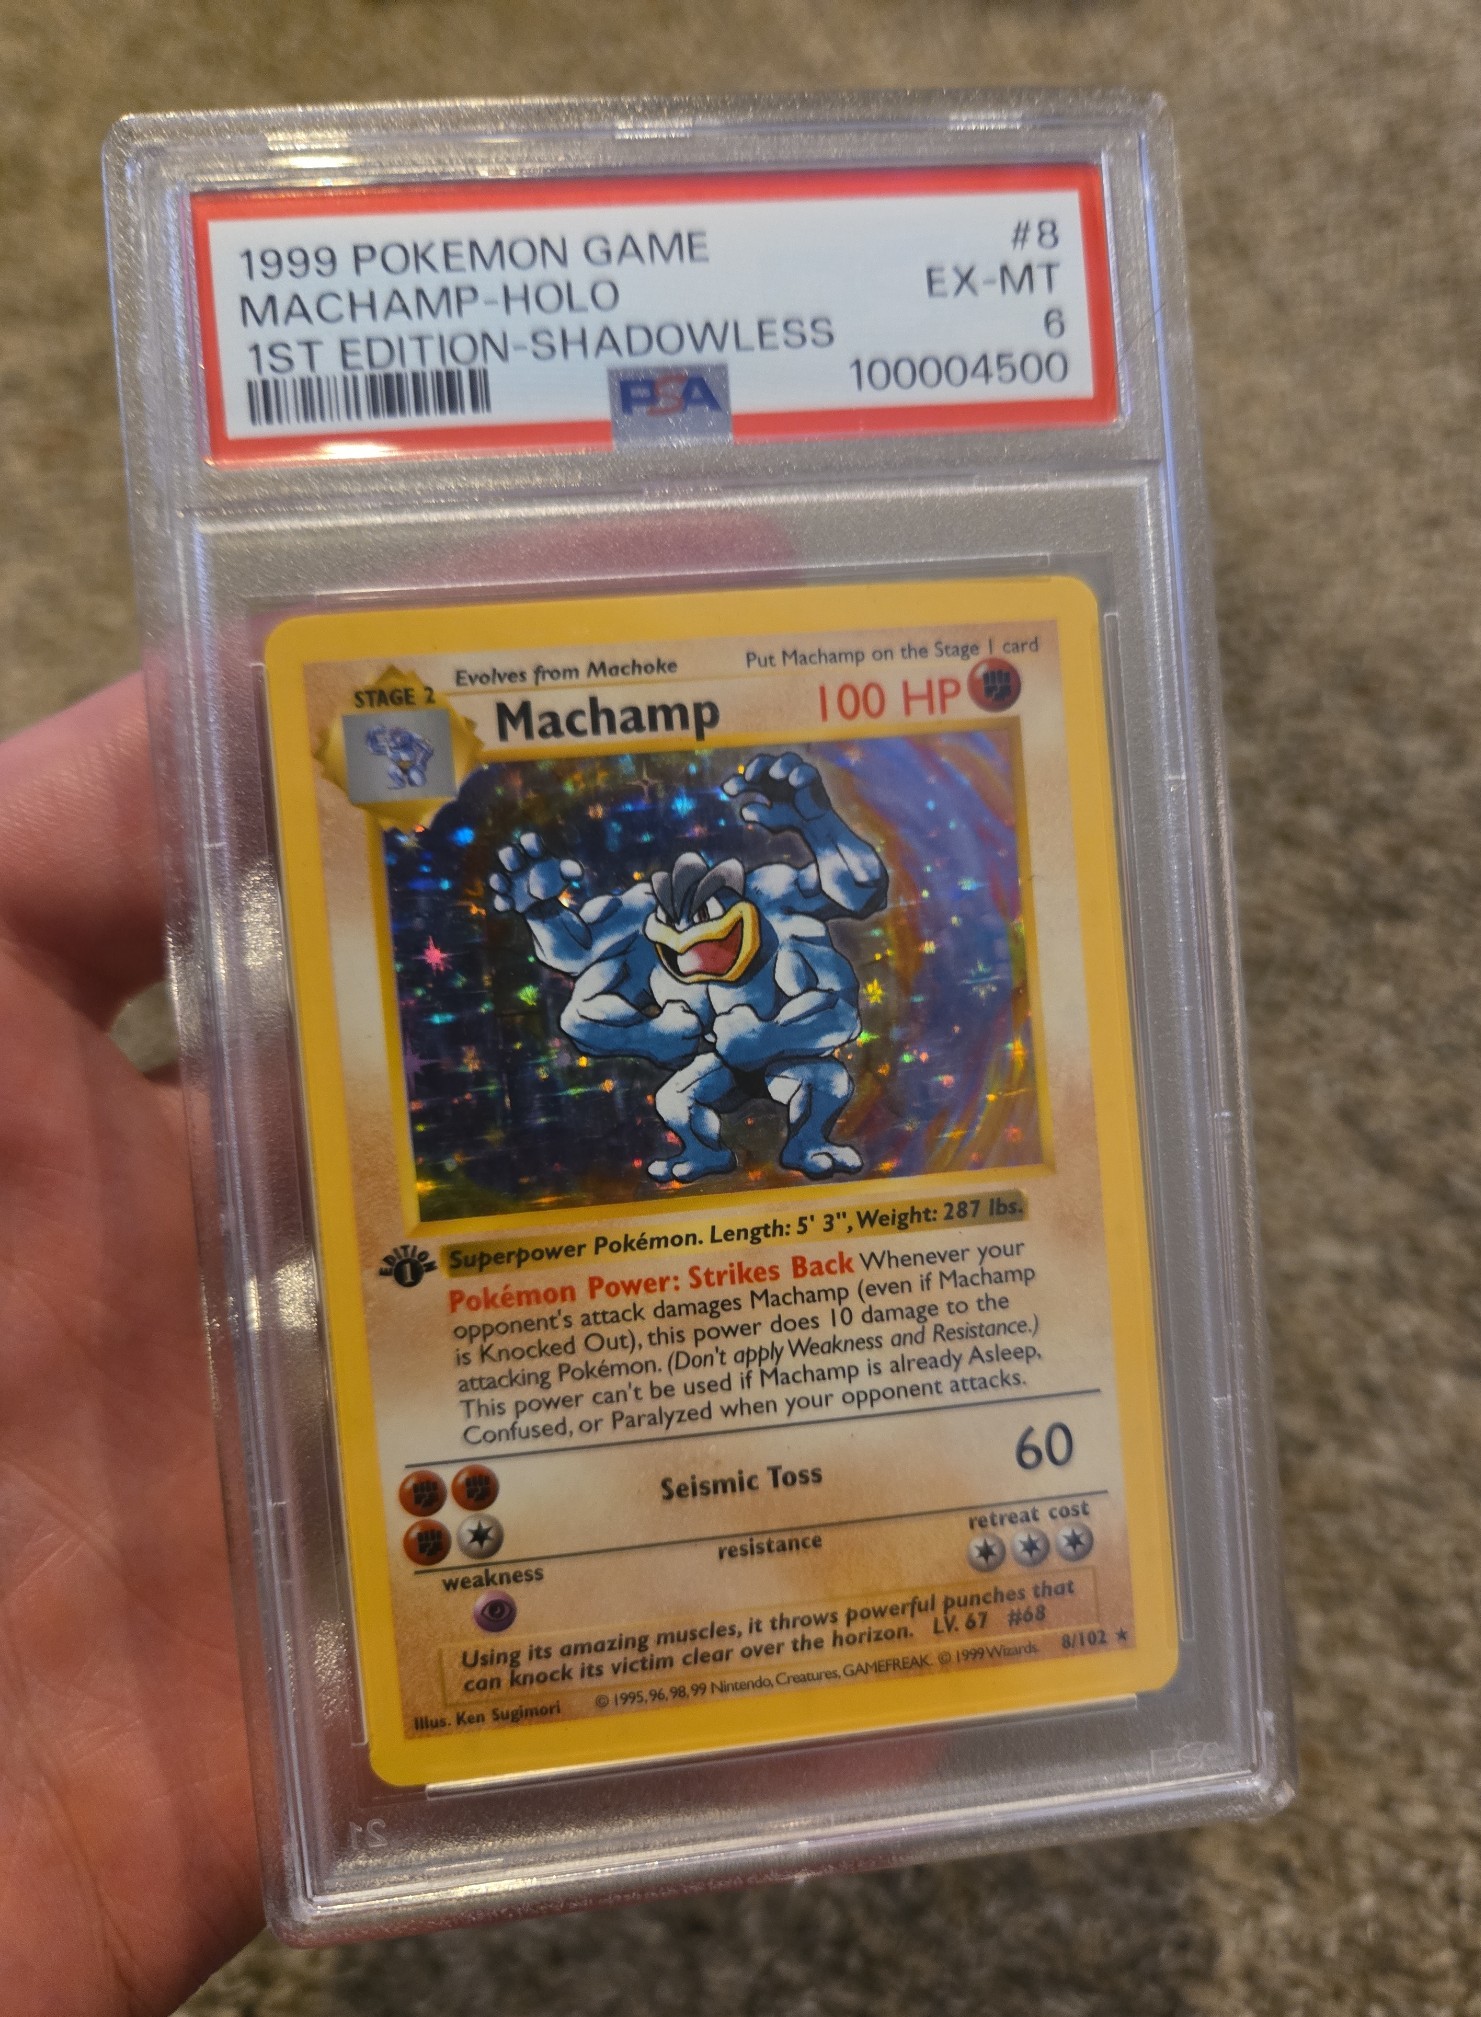 1999 POKEMON GAME #8
MACHAMP-HOLO EX-MT
1ST EDITION-SHADOWLESS 6
PSA 100004500
Evolves from Machoke Put Machamp on the Stage 1 card
STAGE 2
Machamp 100 HP
EDITION 1
Superpower Pokémon. Length: 5' 3", Weight: 287 lbs.
Pokémon Power: Strikes Back Whenever your
opponent's attack damages Machamp (even if Machamp
is Knocked Out), this power does 10 damage to the
attacking Pokémon. (Don't apply Weakness and Resistance.)
This power can't be used if Machamp is already Asleep,
Confused, or Paralyzed when your opponent attacks.
Seismic Toss 60
weakness resistance retreat cost
Using its amazing muscles, it throws powerful punches that
can knock its victim clear over the horizon. LV. 67 #68
Illus. Ken Sugimori © 1995, 96, 98, 99 Nintendo, Creatures, GAMEFREAK. © 1999 Wizards. 8/102 ★